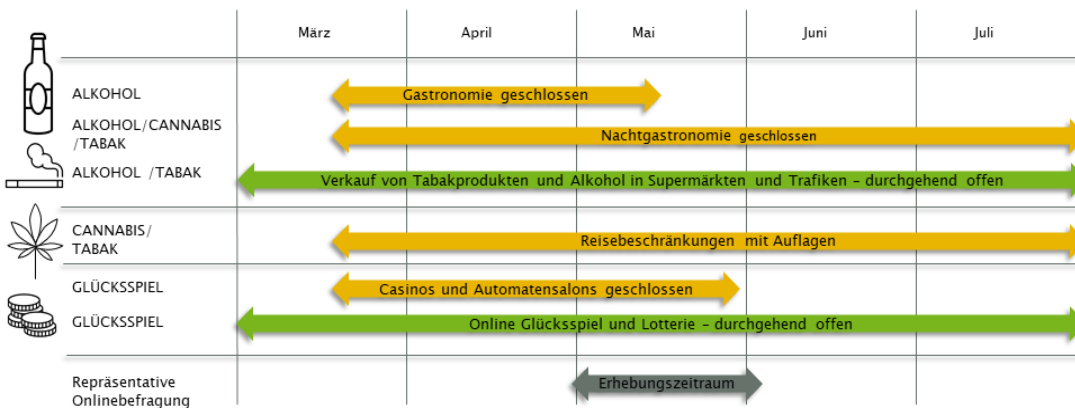 März April Mai Juni Juli
ALKOHOL
Gastronomie geschlossen
ALKOHOL/CANNABIS
/TABAK
Nachtgastronomie geschlossen
ALKOHOL /TABAK
Verkauf von Tabakprodukten und Alkohol in Supermärkten und Trafiken – durchgehend offen
CANNABIS/
TABAK
Reisebeschränkungen mit Auflagen
GLÜCKSSPIEL
Casinos und Automatensalons geschlossen
GLÜCKSSPIEL
Online Glücksspiel und Lotterie – durchgehend offen
Repräsentative
Onlinebefragung
Erhebungszeitraum